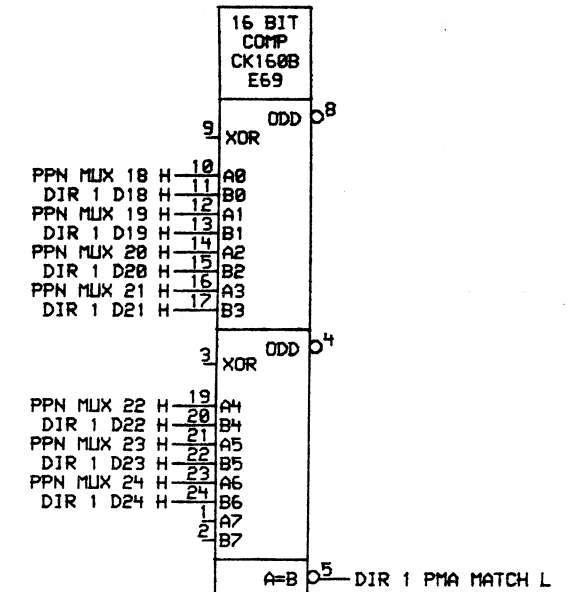 16 BIT
COMP
CK160B
E69
ODD 8
9 XOR
PPN MUX 18 H 10 A0
DIR 1 D18 H 11 B0
PPN MUX 19 H 12 A1
DIR 1 D19 H 13 B1
PPN MUX 20 H 14 A2
DIR 1 D20 H 15 B2
PPN MUX 21 H 16 A3
DIR 1 D21 H 17 B3
ODD 4
3 XOR
PPN MUX 22 H 19 A4
DIR 1 D22 H 20 B4
PPN MUX 23 H 21 A5
DIR 1 D23 H 22 B5
PPN MUX 24 H 23 A6
DIR 1 D24 H 24 B6
1 A7
2 B7
A=B 5 DIR 1 PMA MATCH L